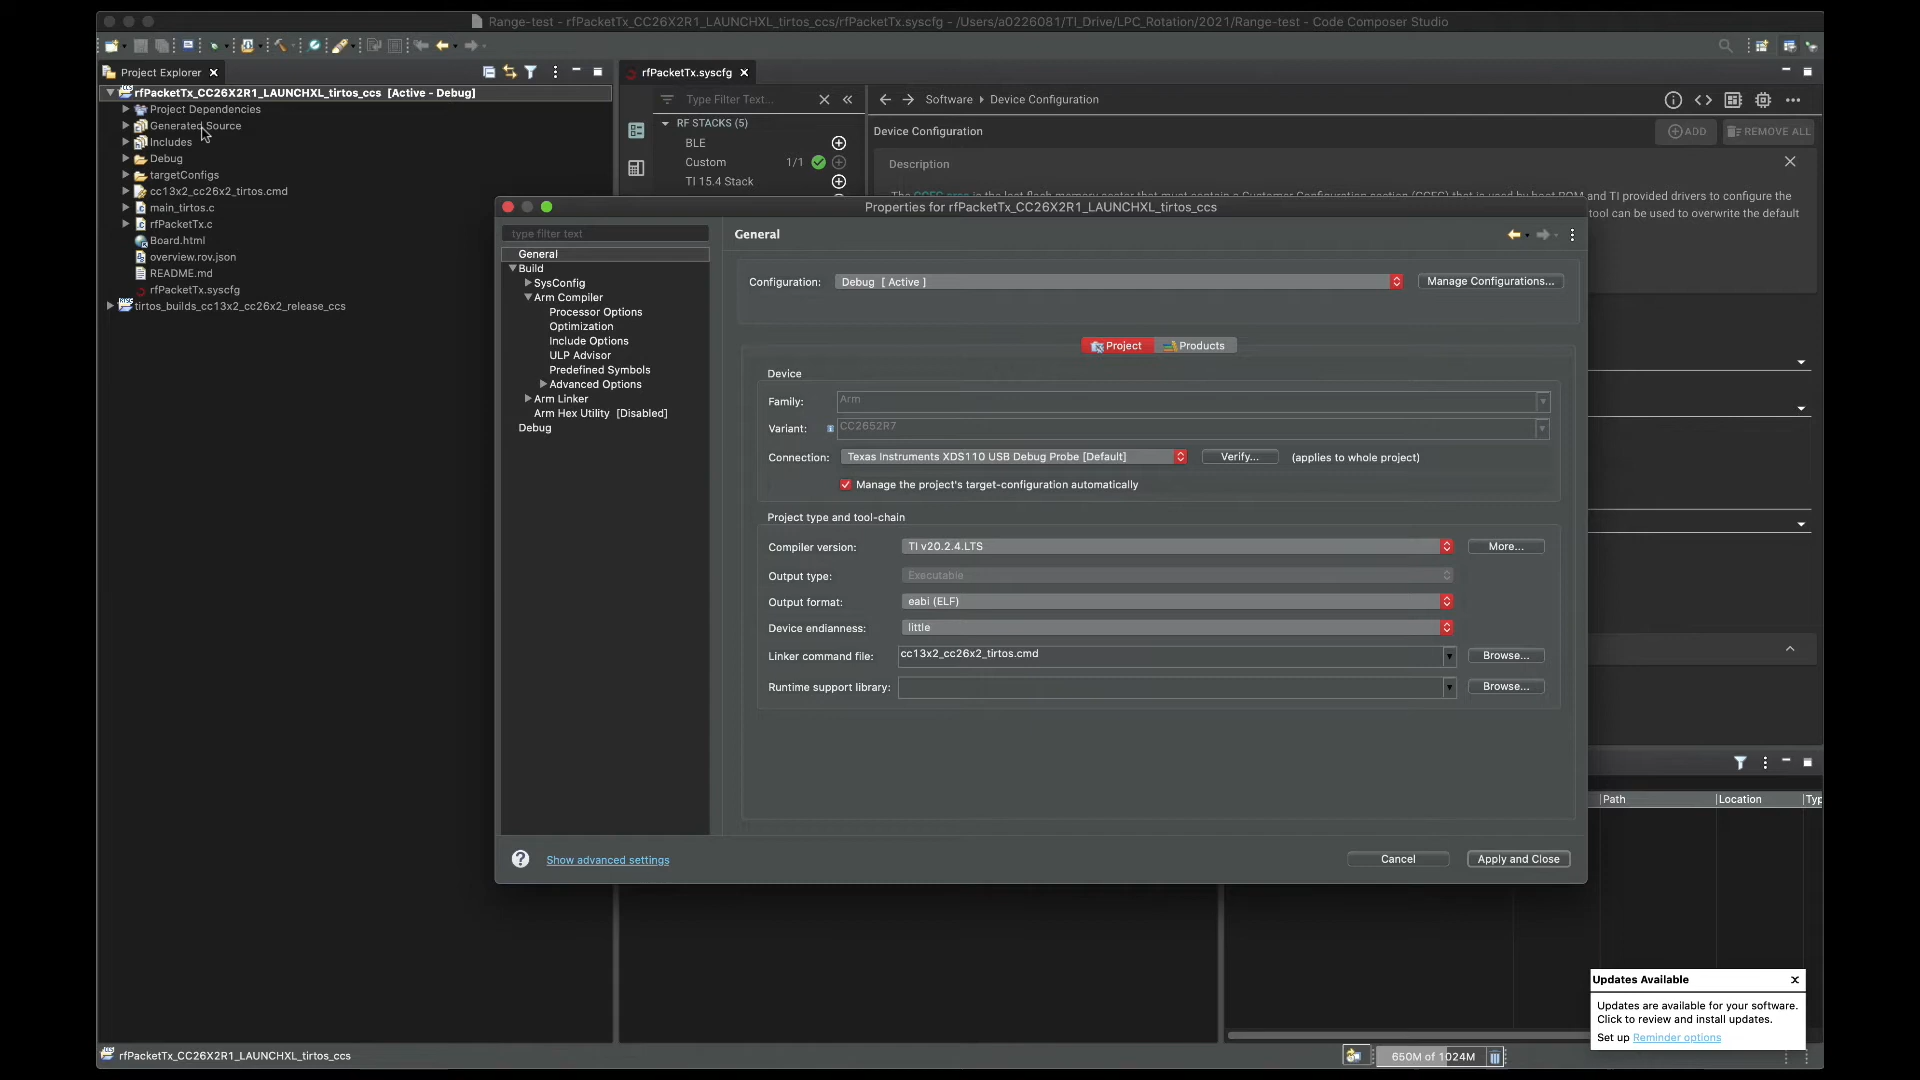 Range-test - rfPacketTx_CC26X2R1_LAUNCHXL_tirtos_ccs/rfPacketTx.syscfg - /Users/a0226081/TI_Drive/LPC_Rotation/2021/Range-test - Code Composer Studio
Project Explorer
rfPacketTx_CC26X2R1_LAUNCHXL_tirtos_ccs [Active - Debug]
Project Dependencies
Generated Source
Includes
Debug
targetConfigs
cc13x2_cc26x2_tirtos.cmd
main_tirtos.c
rfPacketTx.c
Board.html
overview.rov.json
README.md
rfPacketTx.syscfg
tirtos_builds_cc13x2_cc26x2_release_ccs
rfPacketTx.syscfg
Type Filter Text...
RF STACKS (5)
BLE
Custom 1/1
TI 15.4 Stack
Software Device Configuration
Device Configuration
ADD
REMOVE ALL
Description
and TI provided drivers to configure the
tool can be used to overwrite the default
Properties for rfPacketTx_CC26X2R1_LAUNCHXL_tirtos_ccs
type filter text
General
Build
SysConfig
Arm Compiler
Processor Options
Optimization
Include Options
ULP Advisor
Predefined Symbols
Advanced Options
Arm Linker
Arm Hex Utility [Disabled]
Debug
General
Configuration: Debug [ Active ] Manage Configurations...
Project Products
Device
Family: Arm
Variant: CC2652R7
Connection: Texas Instruments XDS110 USB Debug Probe [Default] Verify... (applies to whole project)
Manage the project's target-configuration automatically
Project type and tool-chain
Compiler version: TI v20.2.4.LTS More...
Output type: Executable
Output format: eabi (ELF)
Device endianness: little
Linker command file: cc13x2_cc26x2_tirtos.cmd Browse...
Runtime support library: Browse...
Show advanced settings
Cancel Apply and Close
Path Location Typ
Updates Available
Updates are available for your software.
Click to review and install updates.
Set up Reminder options
rfPacketTx_CC26X2R1_LAUNCHXL_tirtos_ccs
650M of 1024M